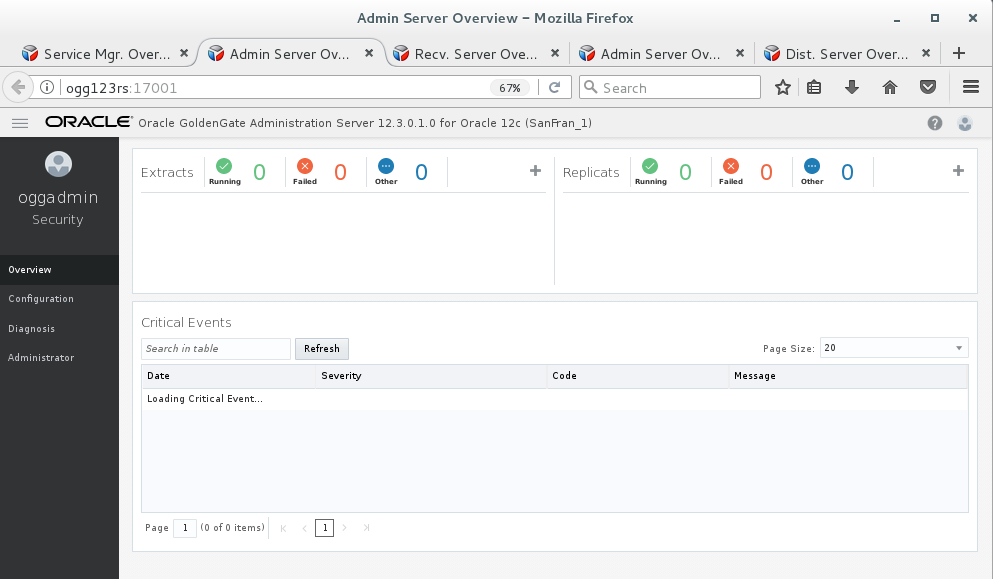 Admin Server Overview – Mozilla Firefox
Service Mgr. Over... Admin Server Ov... Recv. Server Ove... Admin Server Ov... Dist. Server Over...
ogg123rs:17001 67% Search
ORACLE® Oracle GoldenGate Administration Server 12.3.0.1.0 for Oracle 12c (SanFran_1)
oggadmin
Security
Overview
Configuration
Diagnosis
Administrator
Extracts Running 0 Failed 0 Other 0
Replicats Running 0 Failed 0 Other 0
Critical Events
Search in table Refresh Page Size: 20
Date Severity Code Message
Loading Critical Event...
Page 1 (0 of 0 items) 1